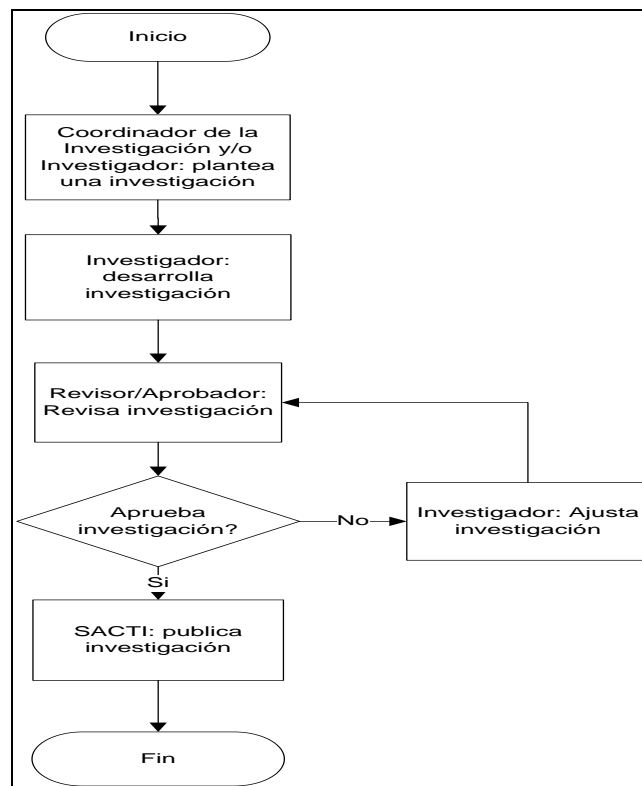 Inicio
Coordinador de la
Investigación y/o
Investigador: plantea
una investigación
Investigador:
desarrolla
investigación
Revisor/Aprobador:
Revisa investigación
Aprueba
investigación?
No
Investigador: Ajusta
investigación
Si
SACTI: publica
investigación
Fin